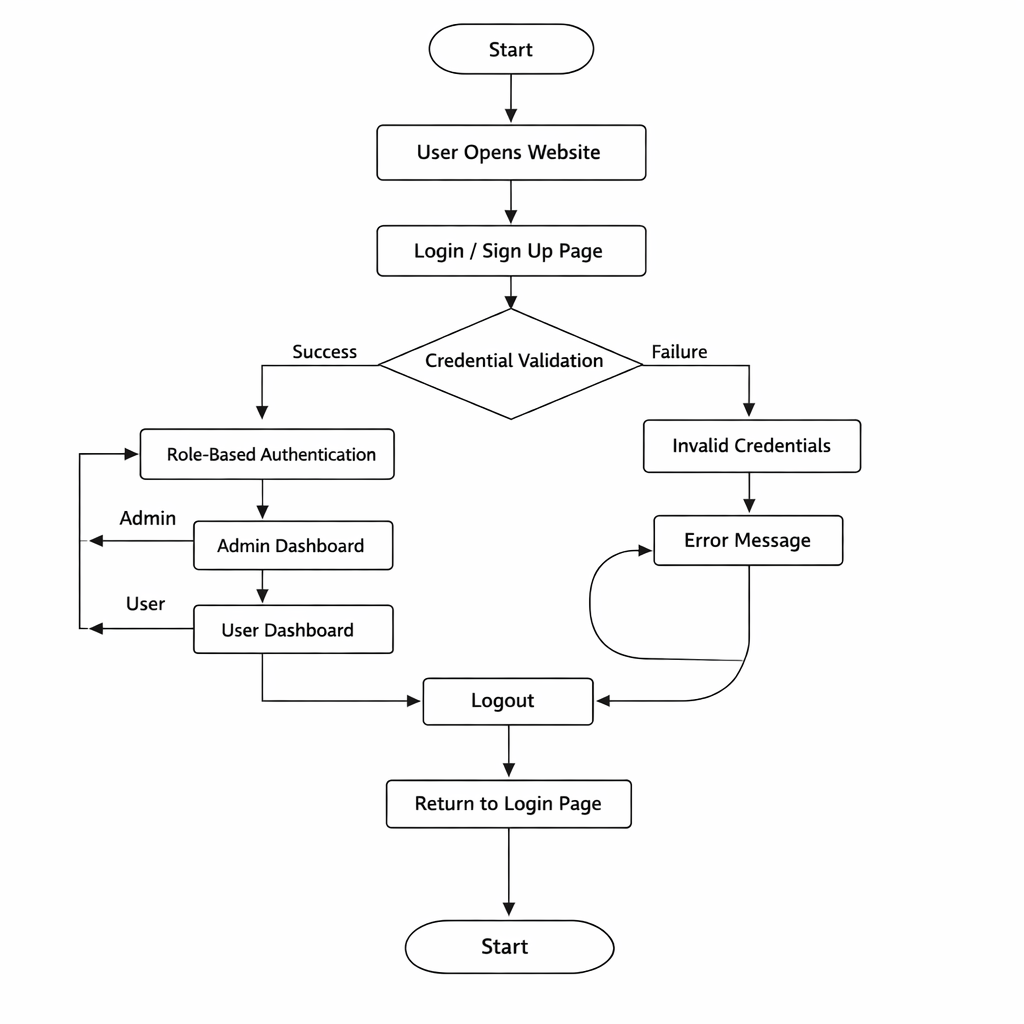 Start
User Opens Website
Login / Sign Up Page
Credential Validation
Success
Failure
Role-Based Authentication
Invalid Credentials
Admin
Admin Dashboard
Error Message
User
User Dashboard
Logout
Return to Login Page
Start